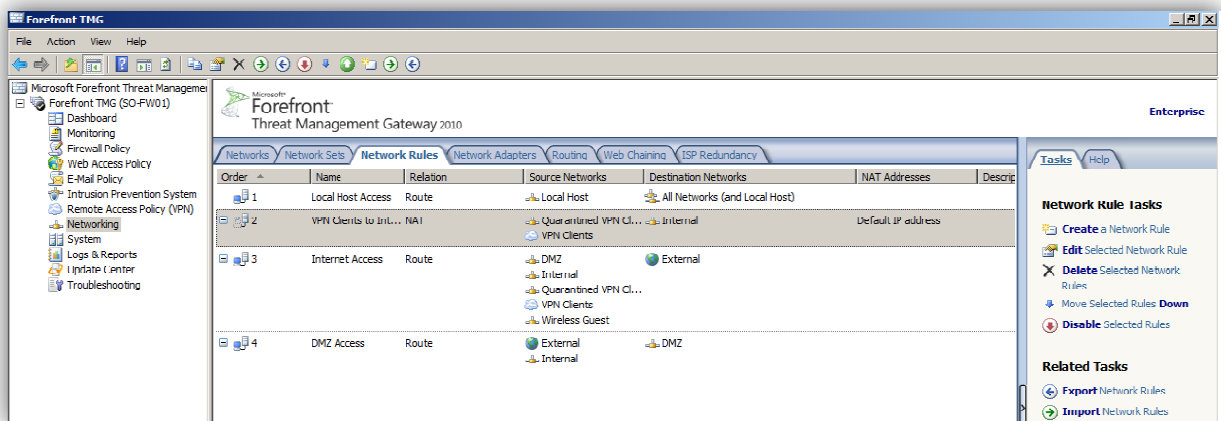 Forefront TMG
File Action View Help
Microsoft Forefront Threat Managemer
Forefront TMG (SO-FW01)
Dashboard
Monitoring
Firewall Policy
Web Access Policy
E-Mail Policy
Intrusion Prevention System
Remote Access Policy (VPN)
Networking
System
Logs & Reports
Update Center
Troubleshooting
Microsoft®
Forefront™
Threat Management Gateway 2010
Enterprise
Networks Network Sets Network Rules Network Adapters Routing Web Chaining ISP Redundancy
Order Name Relation Source Networks Destination Networks NAT Addresses Descrip
1 Local Host Access Route Local Host All Networks (and Local Host)
2 VPN Clients to Int... NAT Quarantined VPN Cl... Internal Default IP address
VPN Clients
3 Internet Access Route DMZ External
Internal
Quarantined VPN Cl...
VPN Clients
Wireless Guest
4 DMZ Access Route External DMZ
Internal
Tasks Help
Network Rule Tasks
Create a Network Rule
Edit Selected Network Rule
Delete Selected Network
Rules
Move Selected Rules Down
Disable Selected Rules
Related Tasks
Export Network Rules
Import Network Rules